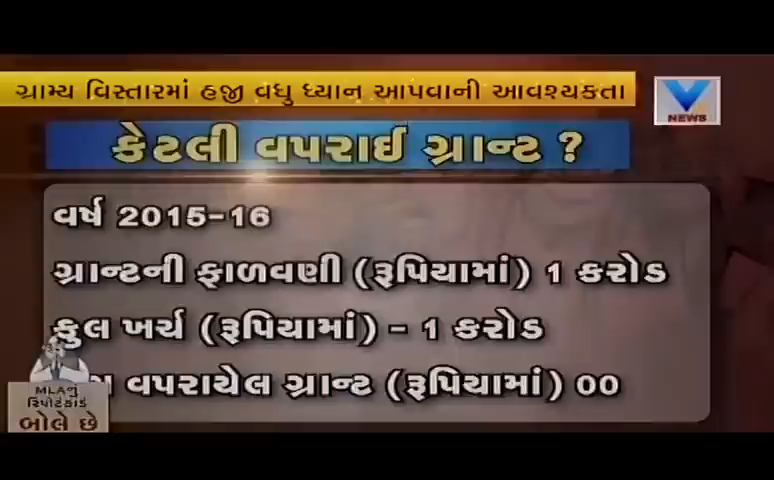 ગ્રામ્ય વિસ્તારમાં હજી વધુ ધ્યાન આપવાની આવશ્યકતા
NEWS
કેટલી વપરાઈ ગ્રાન્ટ ?
વર્ષ 2015-16
ગ્રાન્ટની ફાળવણી (રૂપિયામાં) 1 કરોડ
કુલ ખર્ચ (રૂપિયામાં) - 1 કરોડ
વપરાયેલ ગ્રાન્ટ (રૂપિયામાં) 00
MLAનું
રિપોર્ટકાર્ડ
બોલે છે